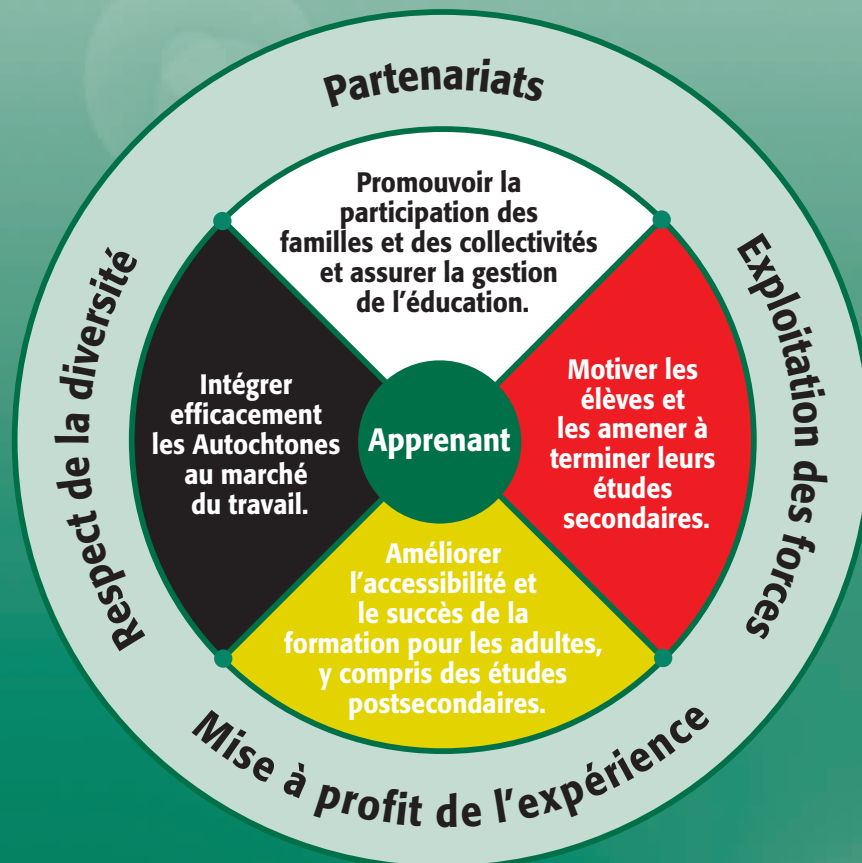 Partenariats
Promouvoir la
participation des
familles et des collectivités
et assurer la gestion
de l’éducation.
Exploitation des forces
Motiver les
élèves et
les amener à
terminer leurs
études
secondaires.
Apprenant
Respect de la diversité
Intégrer
efficacement
les Autochtones
au marché
du travail.
Améliorer
l’accessibilité et
le succès de la
formation pour les adultes,
y compris des études
postsecondaires.
Mise à profit de l’expérience